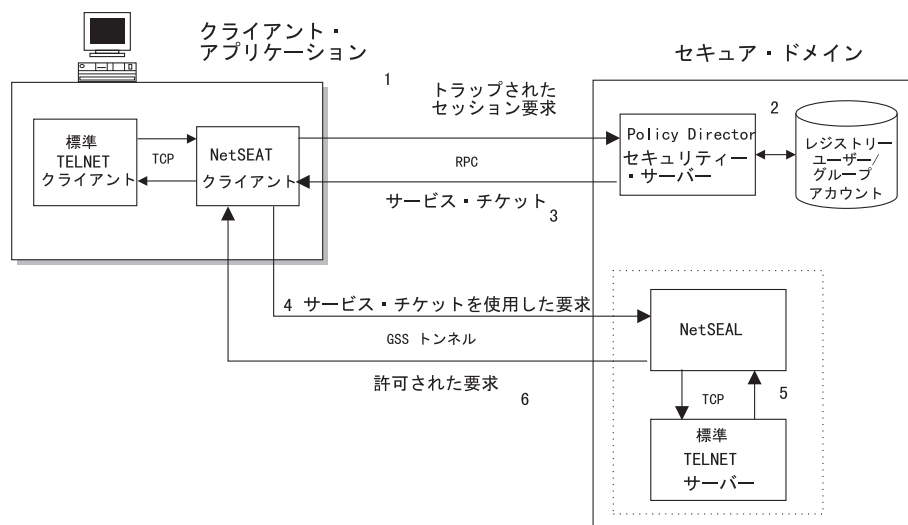 クライアント・
アプリケーション
セキュア・ドメイン
1
トラップされた
セッション要求
2
標準
TELNET
クライアント
TCP
NetSEAT
クライアント
RPC
Policy Director
セキュリティー
・サーバー
レジストリー
ユーザー/
グループ
アカウント
サービス・チケット
3
4 サービス・チケットを使用した要求
GSS トンネル
NetSEAL
許可された要求
6
TCP
5
標準
TELNET
サーバー